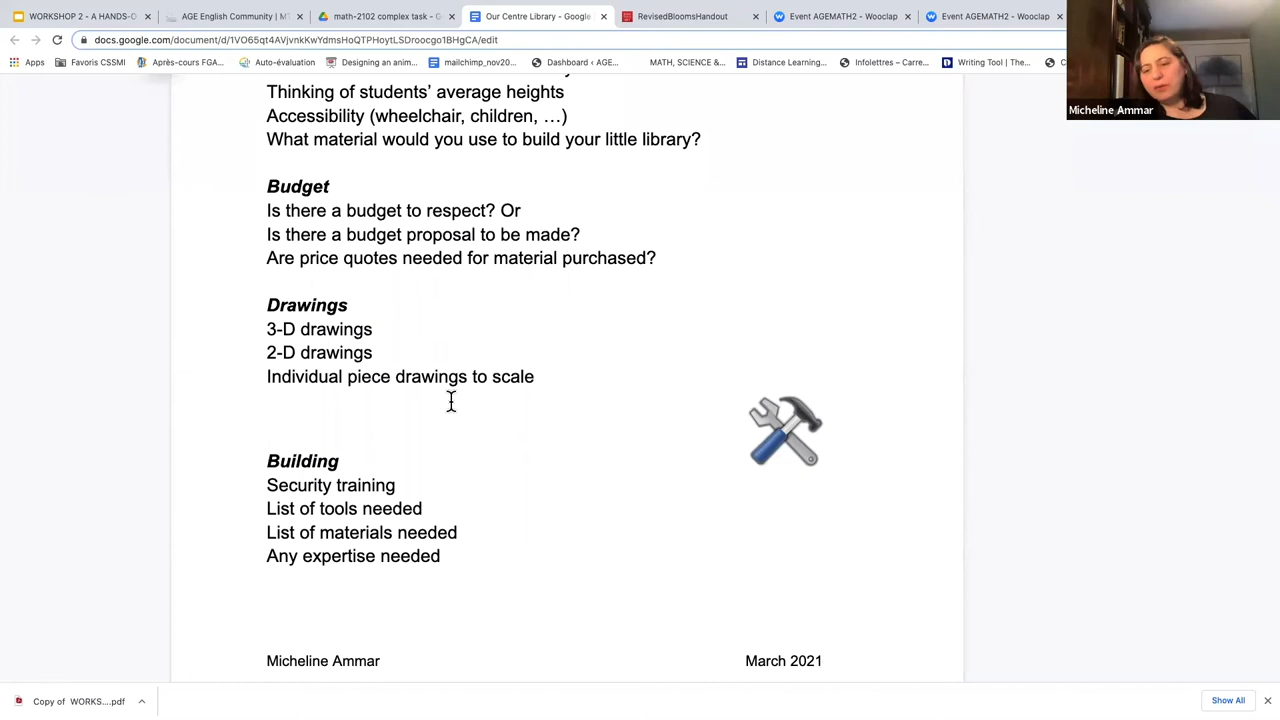 WORKSHOP 2 - A HANDS-O
AGE English Community | MT
math-2102 complex task - G
Our Centre Library - Google
RevisedBloomsHandout
Event AGEMATH2 - Wooclap
Event AGEMATH2 - Wooclap
docs.google.com/document/d/1VO65qt4AVjvnkKwYdmsHoQTPHoytLSDroocgo1BHgCA/edit
Apps
Favoris CSSMI
Après-cours FGA...
Auto-évaluation
Designing an anim...
mailchimp_nov20...
Dashboard ‹ AGE...
MATH, SCIENCE &...
Distance Learning...
Infolettres – Carre...
Writing Tool | The...
Micheline Ammar
Thinking of students’ average heights
Accessibility (wheelchair, children, …)
What material would you use to build your little library?
Budget
Is there a budget to respect? Or
Is there a budget proposal to be made?
Are price quotes needed for material purchased?
Drawings
3-D drawings
2-D drawings
Individual piece drawings to scale
Building
Security training
List of tools needed
List of materials needed
Any expertise needed
Micheline Ammar
March 2021
Copy of WORKS....pdf
Show All